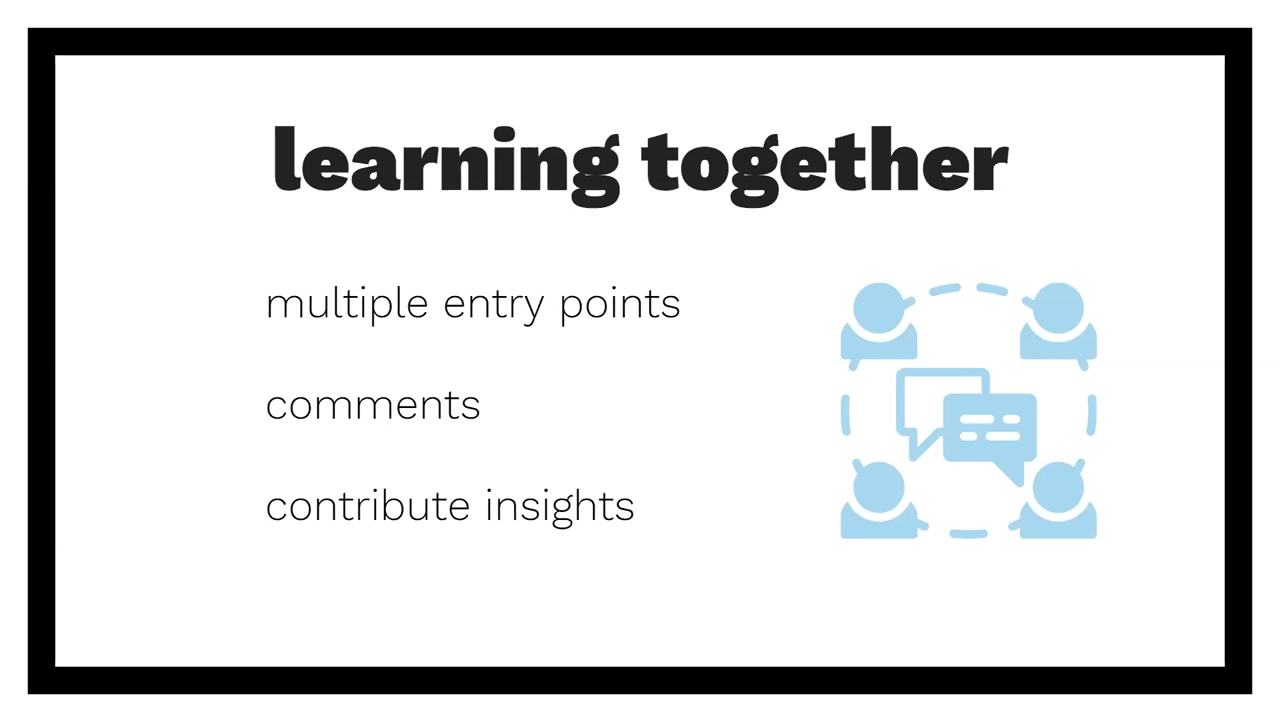 learning together
multiple entry points
comments
contribute insights